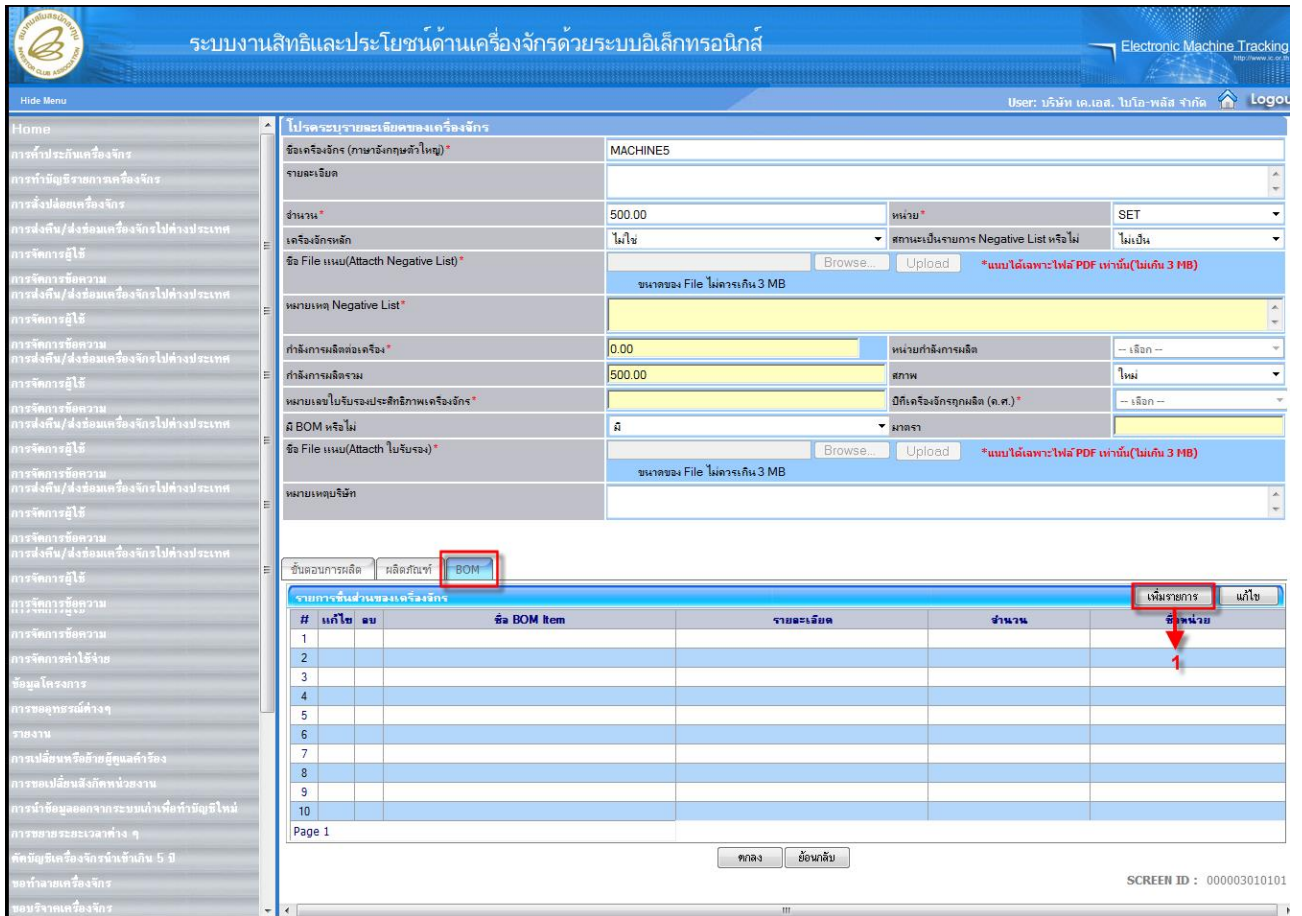 สมาคมสโมสรนักลงทุน
INVESTOR CLUB ASSOCIATION
ระบบงานสิทธิและประโยชน์ด้านเครื่องจักรด้วยระบบอิเล็กทรอนิกส์
Electronic Machine Tracking
http://www.ic.or.th
Hide Menu
User: บริษัท เค.เอส. ไบโอ-พลัส จำกัด
Logou
Home
การค้ำประกันเครื่องจักร
การทำบัญชีรายการเครื่องจักร
การสั่งปล่อยเครื่องจักร
การส่งคืน/ส่งซ่อมเครื่องจักรไปต่างประเทศ
การจัดการผู้ใช้
การจัดการข้อความ
การส่งคืน/ส่งซ่อมเครื่องจักรไปต่างประเทศ
การจัดการผู้ใช้
การจัดการข้อความ
การส่งคืน/ส่งซ่อมเครื่องจักรไปต่างประเทศ
การจัดการผู้ใช้
การจัดการข้อความ
การส่งคืน/ส่งซ่อมเครื่องจักรไปต่างประเทศ
การจัดการผู้ใช้
การจัดการข้อความ
การส่งคืน/ส่งซ่อมเครื่องจักรไปต่างประเทศ
การจัดการผู้ใช้
การจัดการข้อความ
การส่งคืน/ส่งซ่อมเครื่องจักรไปต่างประเทศ
การจัดการผู้ใช้
การจัดการข้อความ
การจัดการข้อความ
การจัดการค่าใช้จ่าย
ข้อมูลโครงการ
การขออุทธรณ์ต่างๆ
รายงาน
การเปลี่ยนหรือย้ายผู้ดูแลคำร้อง
การขอเปลี่ยนสังกัดหน่วยงาน
การนำข้อมูลออกจากระบบเก่าเพื่อทำบัญชีใหม่
การขยายระยะเวลาต่าง ๆ
ตัดบัญชีเครื่องจักรนำเข้าเกิน 5 ปี
ขอทำลายเครื่องจักร
ขอบริจาคเครื่องจักร
โปรดระบุรายละเอียดของเครื่องจักร
ชื่อเครื่องจักร (ภาษาอังกฤษตัวใหญ่)* MACHINE5
รายละเอียด
จำนวน* 500.00 หน่วย* SET
เครื่องจักรหลัก ไม่ใช่ สถานะเป็นรายการ Negative List หรือไม่ ไม่เป็น
ชื่อ File แนบ(Attacth Negative List)* Browse... Upload *แนบได้เฉพาะไฟล์ PDF เท่านั้น(ไม่เกิน 3 MB)
ขนาดของ File ไม่ควรเกิน 3 MB
หมายเหตุ Negative List*
กำลังการผลิตต่อเครื่อง* 0.00 หน่วยกำลังการผลิต -- เลือก --
กำลังการผลิตรวม 500.00 สภาพ ใหม่
หมายเลขใบรับรองประสิทธิภาพเครื่องจักร* ปีที่เครื่องจักรถูกผลิต (ค.ศ.)* -- เลือก --
มี BOM หรือไม่ มี มาตรา
ชื่อ File แนบ(Attacth ใบรับรอง)* Browse... Upload *แนบได้เฉพาะไฟล์ PDF เท่านั้น(ไม่เกิน 3 MB)
ขนาดของ File ไม่ควรเกิน 3 MB
หมายเหตุบริษัท
ขั้นตอนการผลิต ผลิตภัณฑ์ BOM
รายการชิ้นส่วนของเครื่องจักร เพิ่มรายการ แก้ไข
# แก้ไข ลบ ชื่อ BOM Item รายละเอียด จำนวน ชื่อหน่วย
1
1
2
3
4
5
6
7
8
9
10
Page 1
ตกลง ย้อนกลับ
SCREEN ID : 000003010101